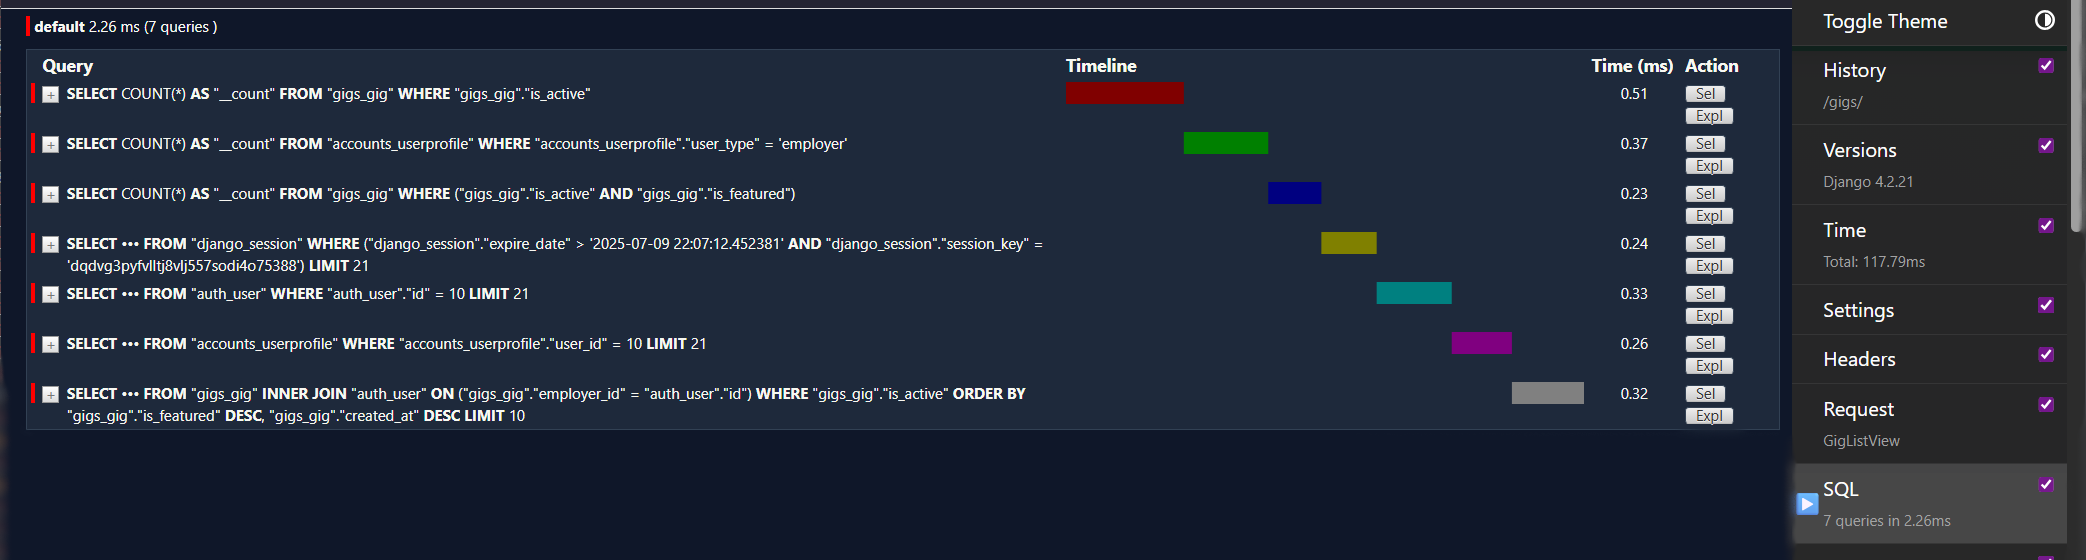 default 2.26 ms (7 queries )
Query Timeline Time (ms) Action
+ SELECT COUNT(*) AS "__count" FROM "gigs_gig" WHERE "gigs_gig"."is_active" 0.51 Sel
Expl
+ SELECT COUNT(*) AS "__count" FROM "accounts_userprofile" WHERE "accounts_userprofile"."user_type" = 'employer' 0.37 Sel
Expl
+ SELECT COUNT(*) AS "__count" FROM "gigs_gig" WHERE ("gigs_gig"."is_active" AND "gigs_gig"."is_featured") 0.23 Sel
Expl
+ SELECT ••• FROM "django_session" WHERE ("django_session"."expire_date" > '2025-07-09 22:07:12.452381' AND "django_session"."session_key" = 0.24 Sel
'dqdvg3pyfvlltj8vlj557sodi4o75388') LIMIT 21 Expl
+ SELECT ••• FROM "auth_user" WHERE "auth_user"."id" = 10 LIMIT 21 0.33 Sel
Expl
+ SELECT ••• FROM "accounts_userprofile" WHERE "accounts_userprofile"."user_id" = 10 LIMIT 21 0.26 Sel
Expl
+ SELECT ••• FROM "gigs_gig" INNER JOIN "auth_user" ON ("gigs_gig"."employer_id" = "auth_user"."id") WHERE "gigs_gig"."is_active" ORDER BY 0.32 Sel
"gigs_gig"."is_featured" DESC, "gigs_gig"."created_at" DESC LIMIT 10 Expl
Toggle Theme
History
/gigs/
Versions
Django 4.2.21
Time
Total: 117.79ms
Settings
Headers
Request
GigListView
SQL
7 queries in 2.26ms